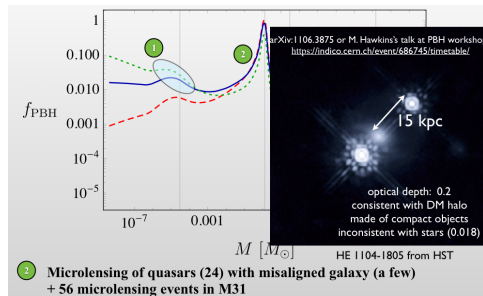 1
0.100
0.010
0.001
10⁻⁴
10⁻⁵
f_PBH
1
2
10⁻⁷
0.001
M [M⊙]
arXiv:1106.3875 or M. Hawkins's talk at PBH worksho
https://indico.cern.ch/event/686745/timetable/
15 kpc
optical depth: 0.2
consistent with DM halo
made of compact objects
inconsistent with stars (0.018)
HE 1104-1805 from HST
2 Microlensing of quasars (24) with misaligned galaxy (a few)
+ 56 microlensing events in M31